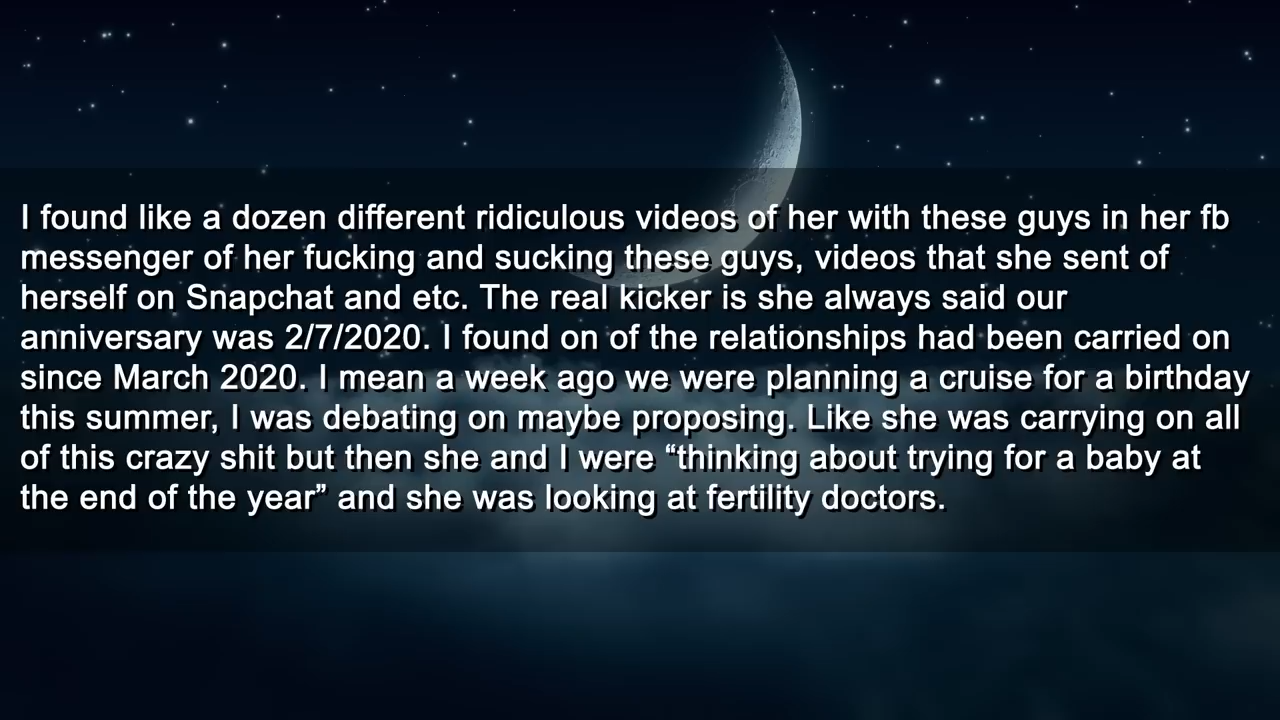 I found like a dozen different ridiculous videos of her with these guys in her fb
messenger of her fucking and sucking these guys, videos that she sent of
herself on Snapchat and etc. The real kicker is she always said our
anniversary was 2/7/2020. I found on of the relationships had been carried on
since March 2020. I mean a week ago we were planning a cruise for a birthday
this summer, I was debating on maybe proposing. Like she was carrying on all
of this crazy shit but then she and I were “thinking about trying for a baby at
the end of the year” and she was looking at fertility doctors.